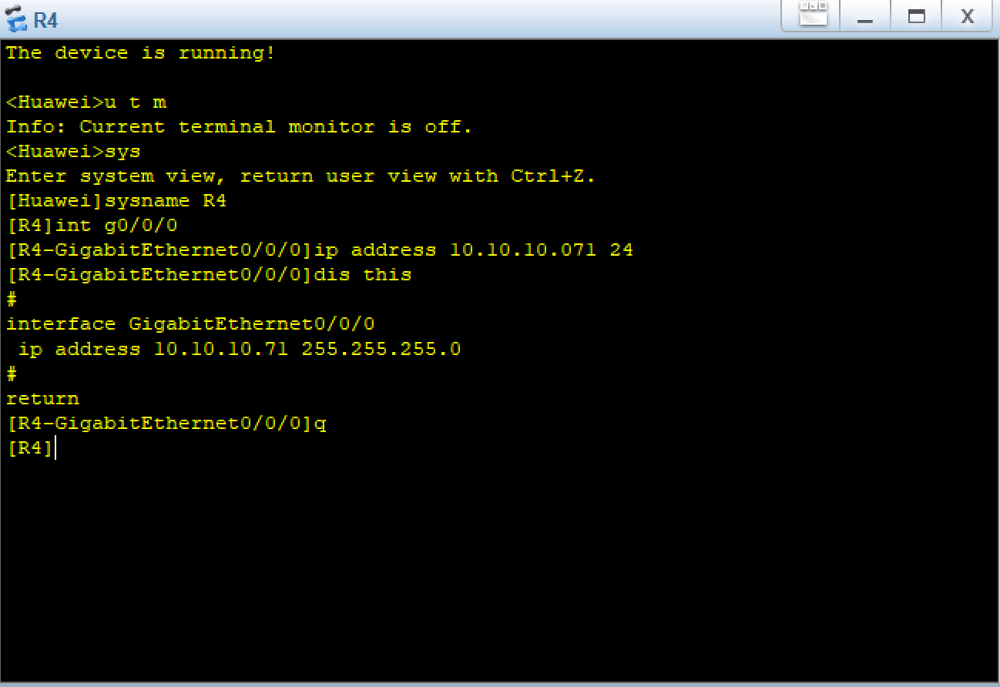 R4
The device is running!
<Huawei>u t m
Info: Current terminal monitor is off.
<Huawei>sys
Enter system view, return user view with Ctrl+Z.
[Huawei]sysname R4
[R4]int g0/0/0
[R4-GigabitEthernet0/0/0]ip address 10.10.10.071 24
[R4-GigabitEthernet0/0/0]dis this
#
interface GigabitEthernet0/0/0
 ip address 10.10.10.71 255.255.255.0
#
return
[R4-GigabitEthernet0/0/0]q
[R4]